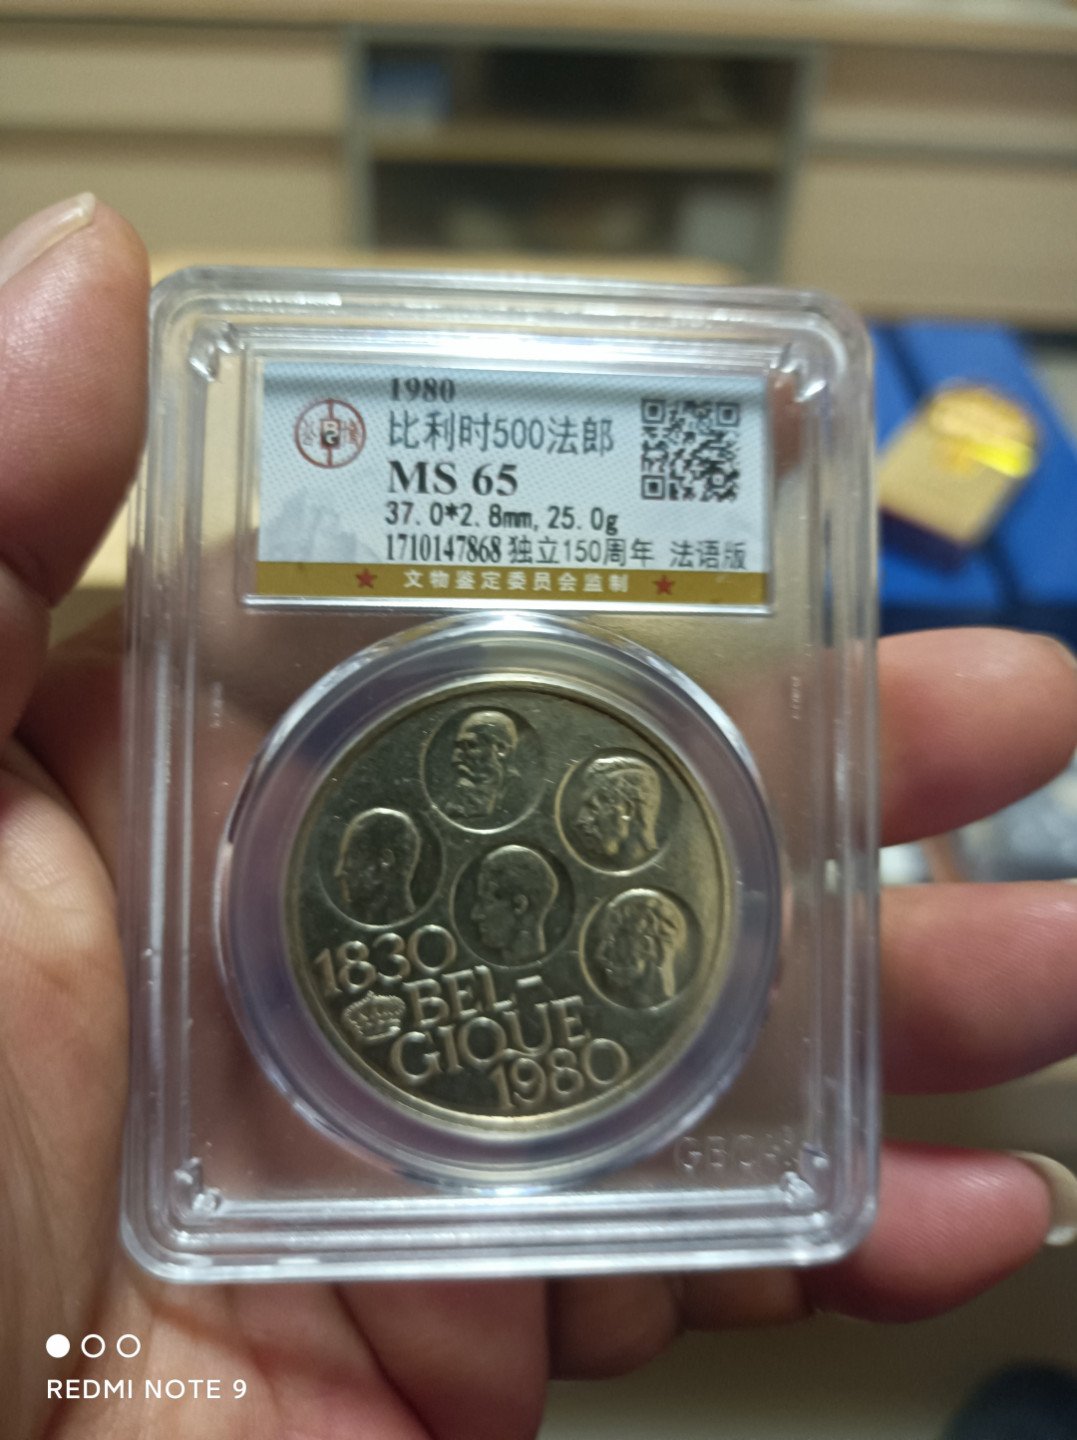 1980
比利时500法郎
MS 65
37.0*2.8mm,25.0g
1710147868 独立150周年 法语版
★ 文物鉴定委员会监制 ★
1830
BEL-
GIQUE
1980
REDMI NOTE 9